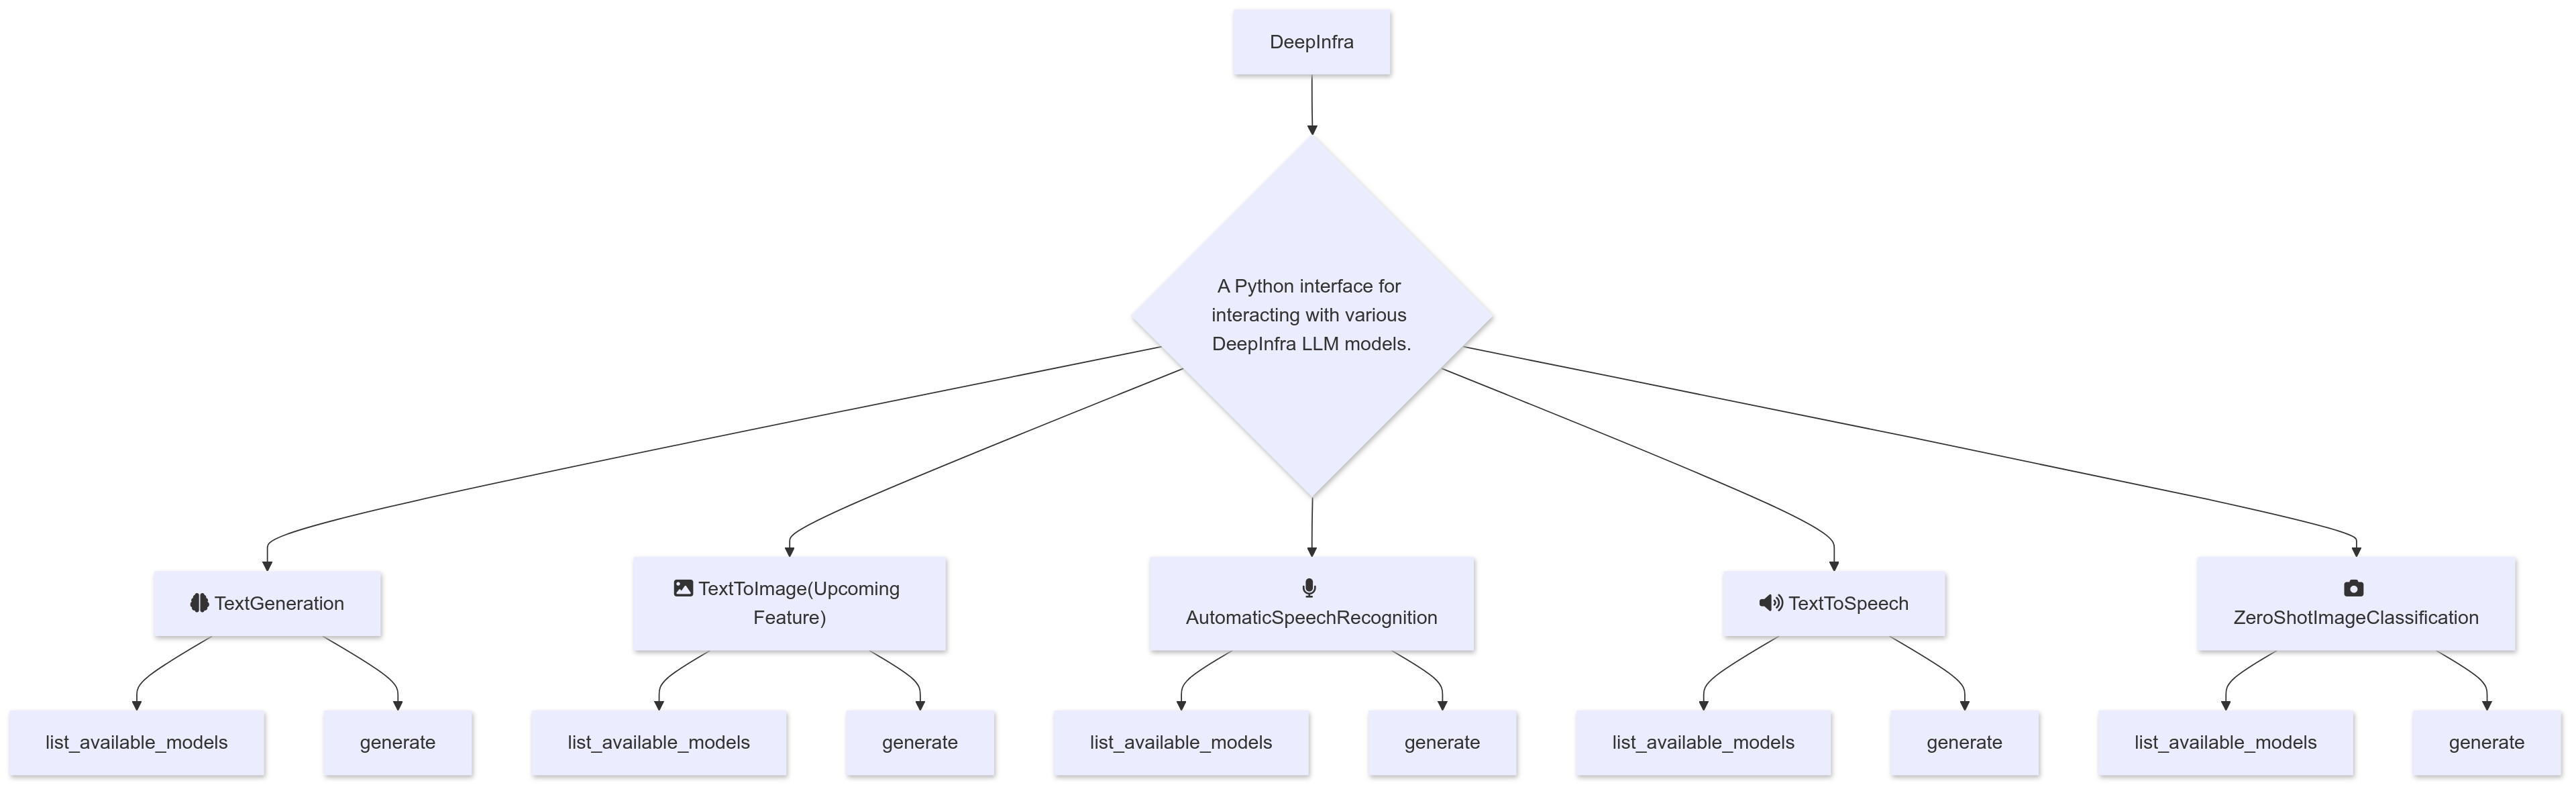 DeepInfra
A Python interface for
interacting with various
DeepInfra LLM models.
TextGeneration
TextToImage(Upcoming
Feature)
AutomaticSpeechRecognition
TextToSpeech
ZeroShotImageClassification
list_available_models
generate
list_available_models
generate
list_available_models
generate
list_available_models
generate
list_available_models
generate